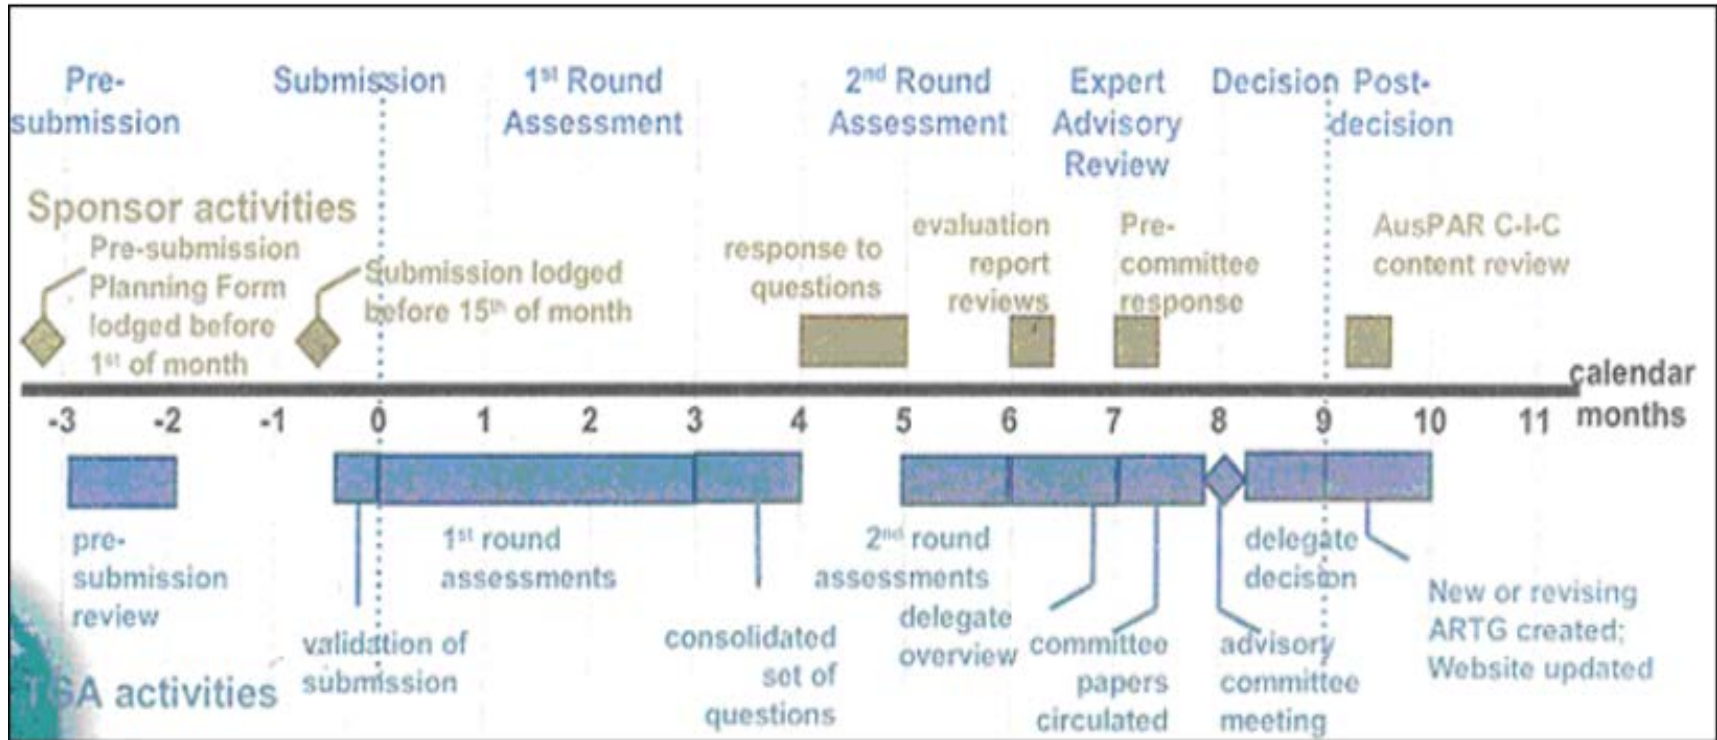 Pre-
submission
Submission
1st Round
Assessment
2nd Round
Assessment
Expert
Advisory
Review
Decision
Post-
decision
Sponsor activities
Pre-submission
Planning Form
lodged before
1st of month
Submission lodged
before 15th of month
response to
questions
evaluation
report
reviews
Pre-
committee
response
AusPAR C-I-C
content review
calendar
months
-3 -2 -1 0 1 2 3 4 5 6 7 8 9 10 11
pre-
submission
review
validation of
submission
1st round
assessments
consolidated
set of
questions
2nd round
assessments
delegate
overview
committee
papers
circulated
advisory
committee
meeting
delegate
decision
New or revising
ARTG created;
Website updated
TGA activities